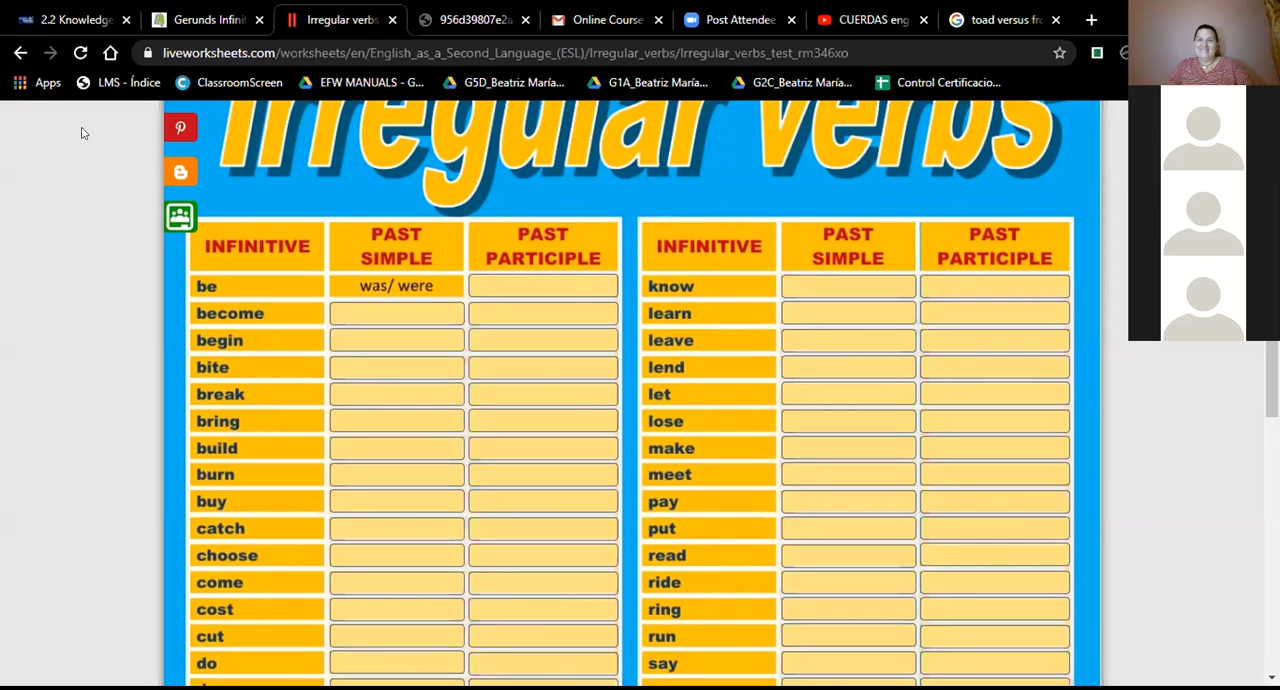 2.2 Knowledge
Gerunds Infinit
Irregular verbs
956d39807e2a
Online Course
Post Attendee
CUERDAS eng
toad versus fro
liveworksheets.com/worksheets/en/English_as_a_Second_Language_(ESL)/Irregular_verbs/Irregular_verbs_test_rm346xo
Apps LMS - Índice ClassroomScreen EFW MANUALS - G... G5D_Beatriz María... G1A_Beatriz María... G2C_Beatriz María... Control Certificacio...
Irregular verbs
INFINITIVE PAST SIMPLE PAST PARTICIPLE
be was/ were
become
begin
bite
break
bring
build
burn
buy
catch
choose
come
cost
cut
do
INFINITIVE PAST SIMPLE PAST PARTICIPLE
know
learn
leave
lend
let
lose
make
meet
pay
put
read
ride
ring
run
say